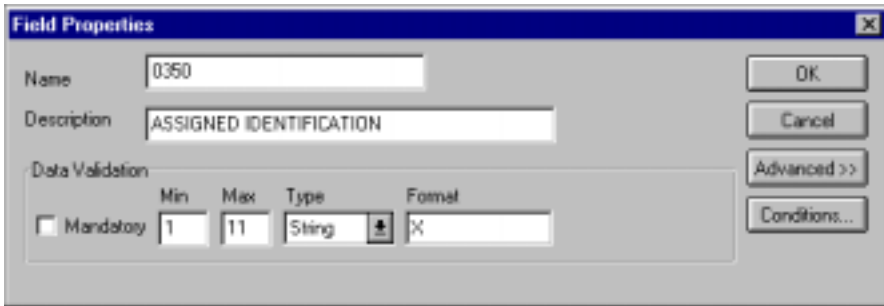 Field Properties
Name 0350 OK
Description ASSIGNED IDENTIFICATION Cancel
Data Validation Advanced >>
Min Max Type Format
Mandatory 1 11 String X Conditions...